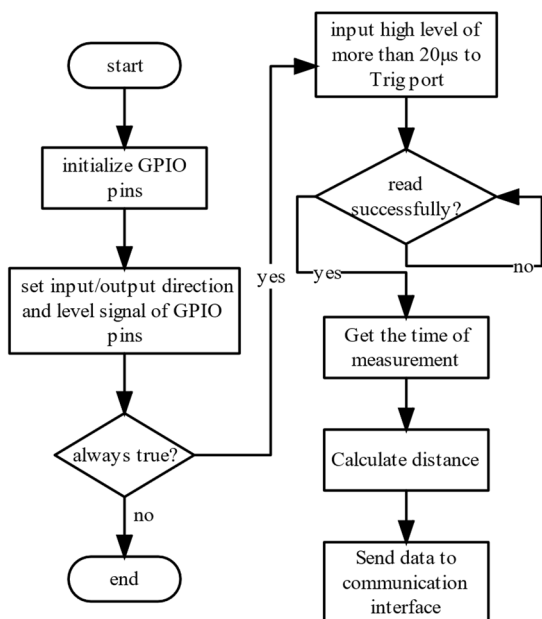 start
initialize GPIO
pins
set input/output direction
and level signal of GPIO
pins
always true?
no
end
yes
input high level of
more than 20μs to
Trig port
read
successfully?
no
yes
Get the time of
measurement
Calculate distance
Send data to
communication
interface